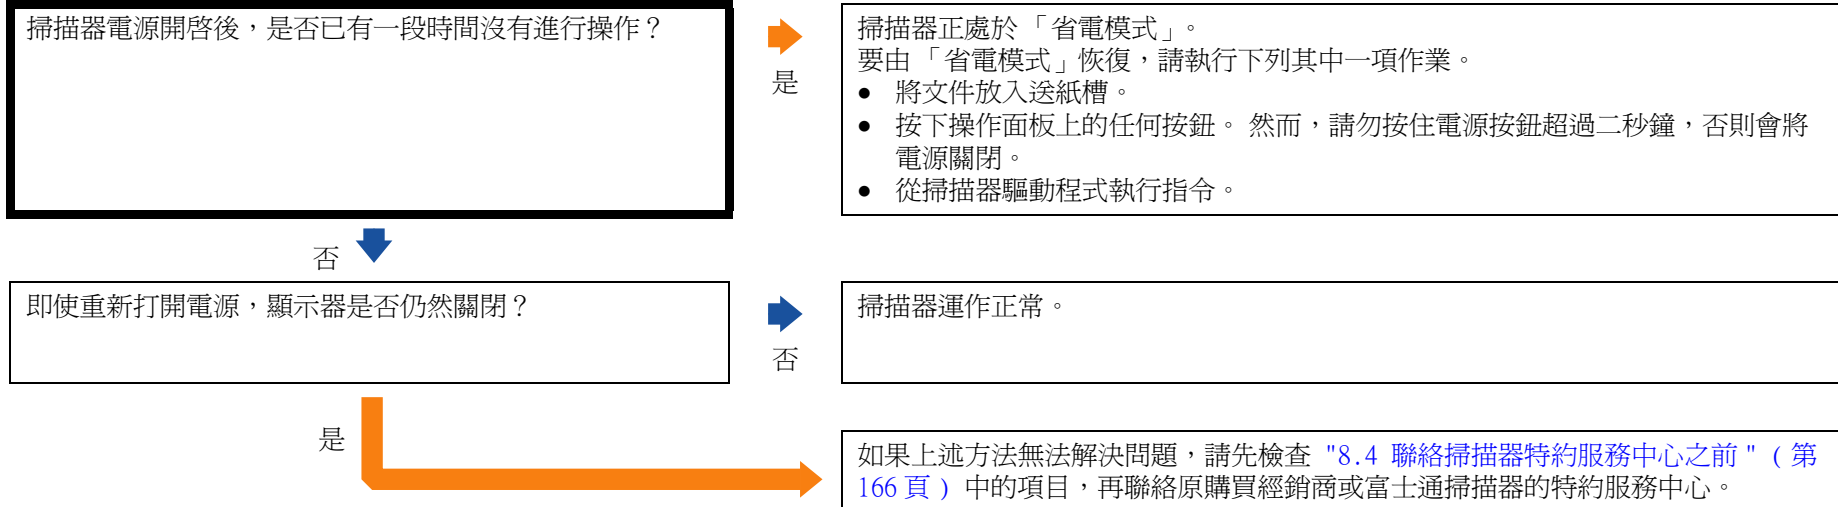 掃描器電源開啓後，是否已有一段時間沒有進行操作？
是
掃描器正處於「省電模式」。
要由「省電模式」恢復，請執行下列其中一項作業。
● 將文件放入送紙槽。
● 按下操作面板上的任何按鈕。 然而，請勿按住電源按鈕超過二秒鐘，否則會將
電源關閉。
● 從掃描器驅動程式執行指令。
否
即使重新打開電源，顯示器是否仍然關閉？
否
掃描器運作正常。
是
如果上述方法無法解決問題，請先檢查 "8.4 聯絡掃描器特約服務中心之前 " ( 第
166 頁 ) 中的項目，再聯絡原購買經銷商或富士通掃描器的特約服務中心。